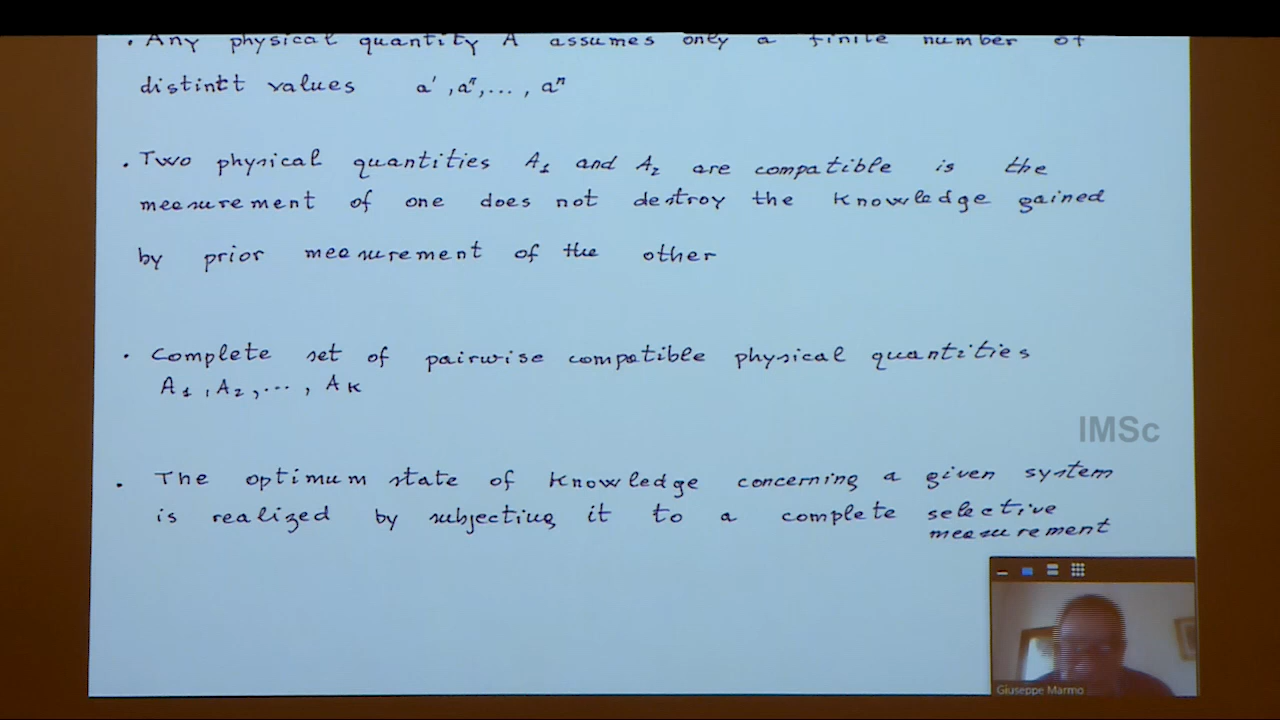 . Any physical quantity A assumes only a finite number of
distintt values a', a", ..., aⁿ
. Two physical quantities A₁ and A₂ are compatible is the
measurement of one does not destroy the knowledge gained
by prior measurement of the other
. Complete set of pairwise compatible physical quantities
A₁, A₂, ..., Aₖ
IMSc
. The optimum state of knowledge concerning a given system
is realized by subjecting it to a complete selective
measurement
Giuseppe Marmo